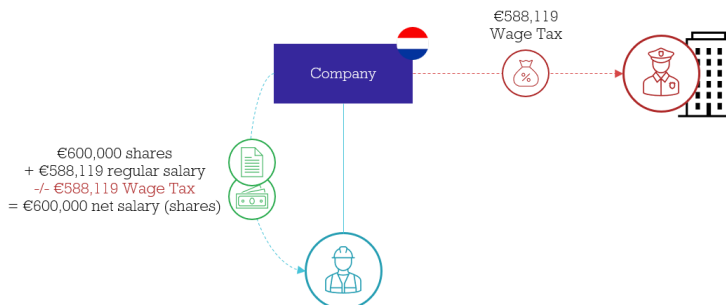 €588,119
Wage Tax
Company
€600,000 shares
+ €588,119 regular salary
-/- €588,119 Wage Tax
= €600,000 net salary (shares)
%